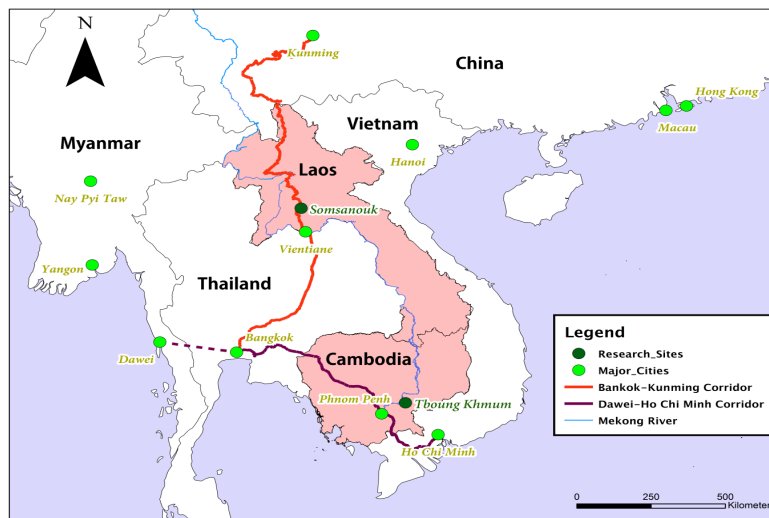 N
Kunming
China
Hong Kong
Macau
Vietnam
Hanoi
Myanmar
Laos
Nay Pyi Taw
Somsanouk
Vientiane
Yangon
Thailand
Bangkok
Dawei
Cambodia
Phnom Penh
Tboung Khmum
Ho Chi Minh
Legend
Research_Sites
Major_Cities
Bankok-Kunming Corridor
Dawei-Ho Chi Minh Corridor
Mekong River
0 250 500
Kilometer